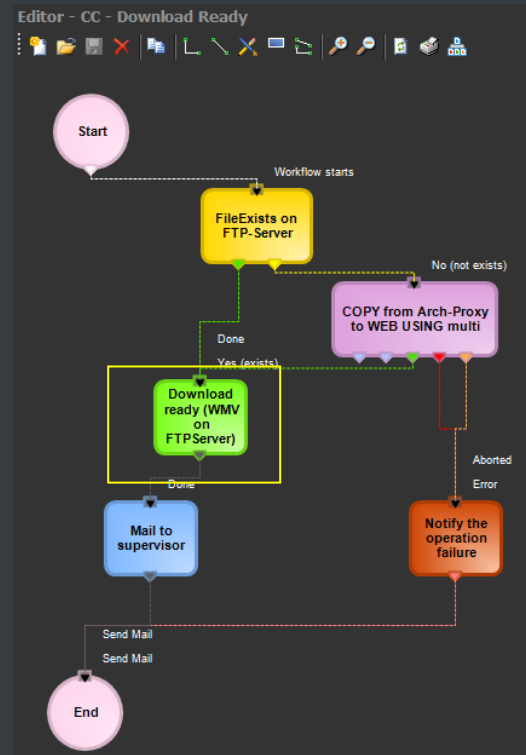 Editor - CC - Download Ready
Start
Workflow starts
FileExists on
FTP-Server
No (not exists)
COPY from Arch-Proxy
to WEB USING multi
Done
Yes (exists)
Download
ready (WMV
on
FTPServer)
Aborted
Done
Error
Mail to
supervisor
Notify the
operation
failure
Send Mail
Send Mail
End